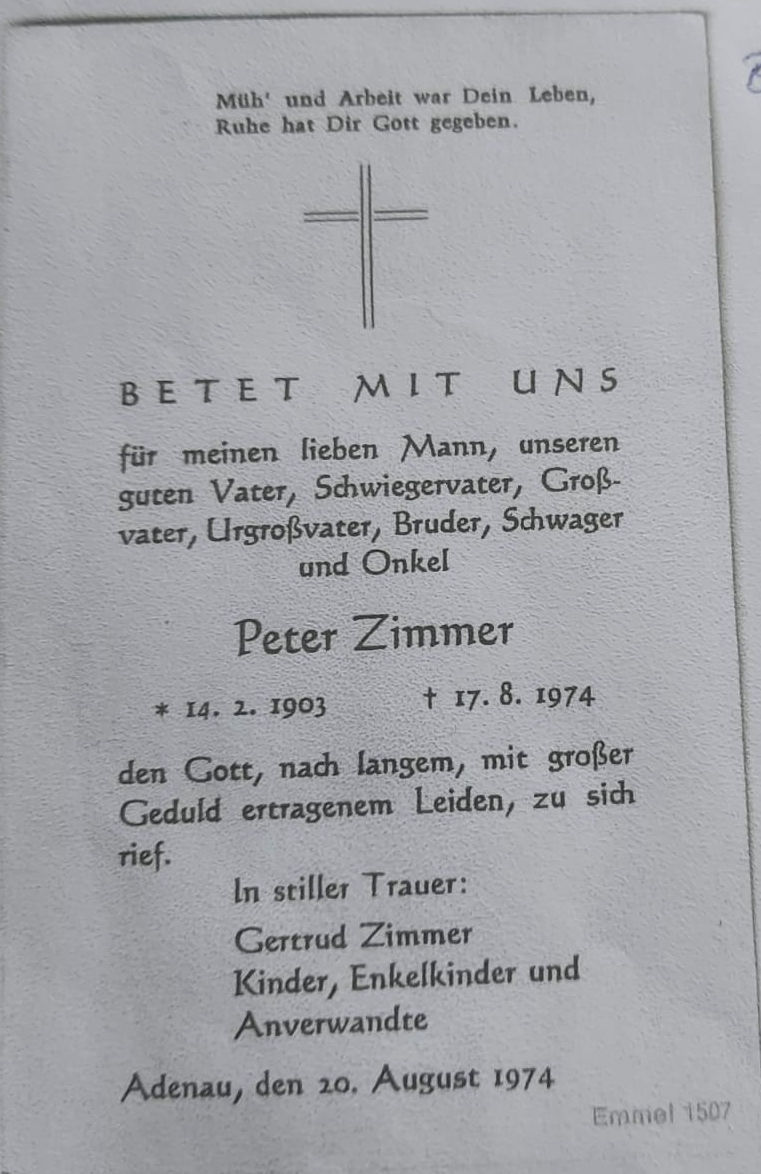 Müh' und Arbeit war Dein Leben,
Ruhe hat Dir Gott gegeben.
BETET MIT UNS
für meinen lieben Mann, unseren
guten Vater, Schwiegervater, Groß-
vater, Urgroßvater, Bruder, Schwager
und Onkel
Peter Zimmer
* 14. 2. 1903 † 17. 8. 1974
den Gott, nach langem, mit großer
Geduld ertragenem Leiden, zu sich
rief.
In stiller Trauer:
Gertrud Zimmer
Kinder, Enkelkinder und
Anverwandte
Adenau, den 20. August 1974
Emmel 1507